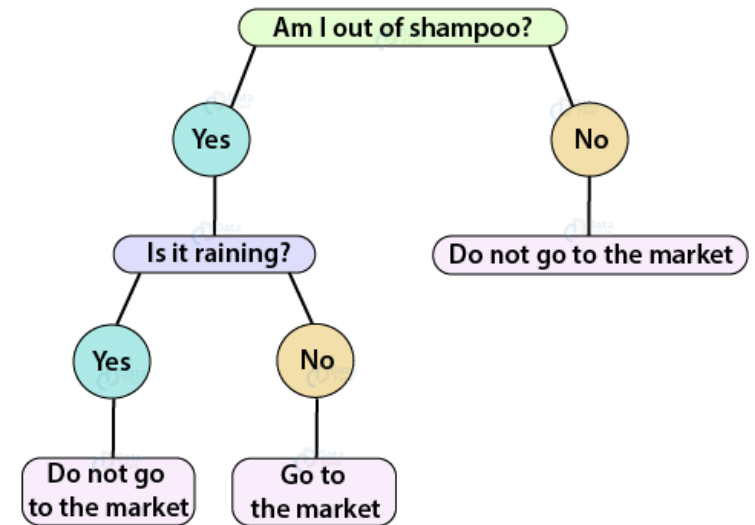 Am I out of shampoo?
Yes
No
Is it raining?
Do not go to the market
Yes
No
Do not go
to the market
Go to
the market